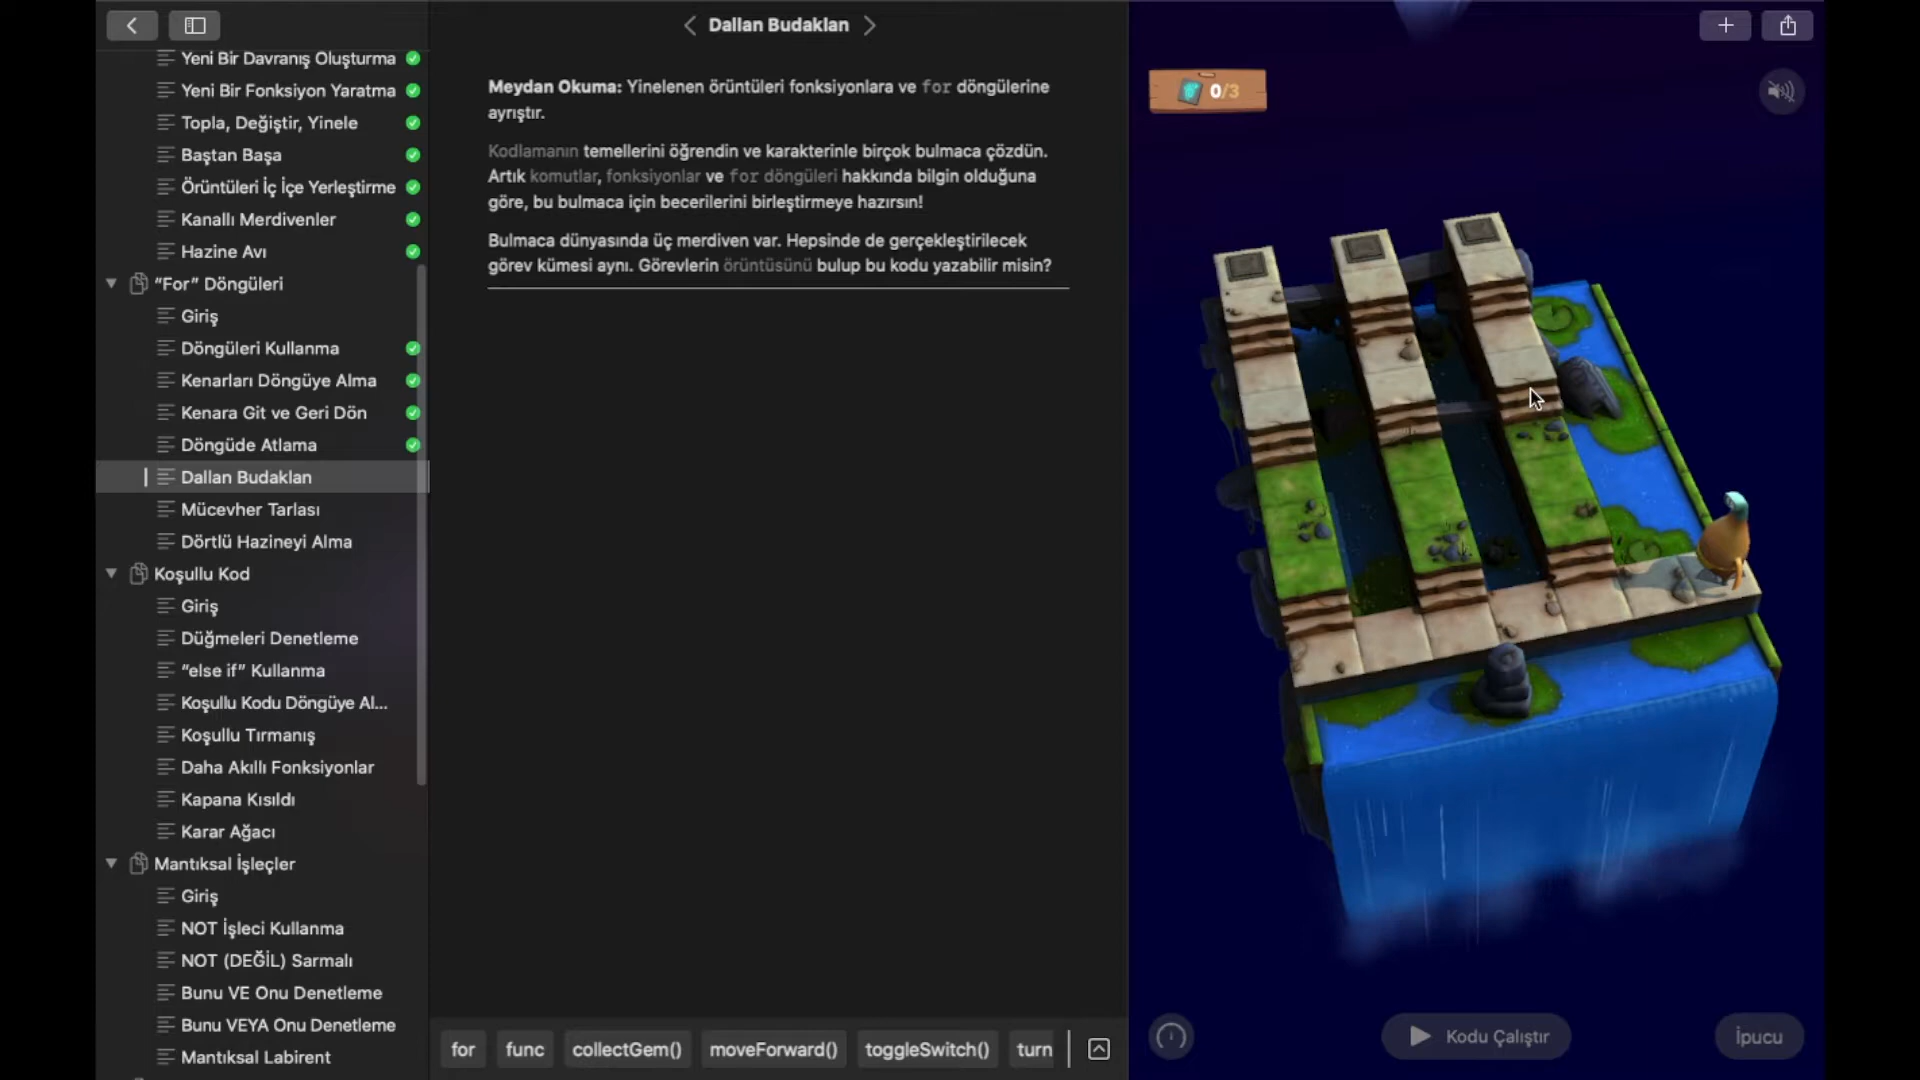 Yeni Bir Davranış Oluşturma
Yeni Bir Fonksiyon Yaratma
Topla, Değiştir, Yinele
Baştan Başa
Örüntüleri İç İçe Yerleştirme
Kanallı Merdivenler
Hazine Avı
“For” Döngüleri
Giriş
Döngüleri Kullanma
Kenarları Döngüye Alma
Kenara Git ve Geri Dön
Döngüde Atlama
Dallan Budaklan
Mücevher Tarlası
Dörtlü Hazineyi Alma
Koşullu Kod
Giriş
Düğmeleri Denetleme
“else if” Kullanma
Koşullu Kodu Döngüye Al...
Koşullu Tırmanış
Daha Akıllı Fonksiyonlar
Kapana Kısıldı
Karar Ağacı
Mantıksal İşleçler
Giriş
NOT İşleci Kullanma
NOT (DEĞİL) Sarmalı
Bunu VE Onu Denetleme
Bunu VEYA Onu Denetleme
Mantıksal Labirent
Dallan Budaklan
Meydan Okuma: Yinelenen örüntüleri fonksiyonlara ve for döngülerine
ayrıştır.
Kodlamanın temellerini öğrendin ve karakterinle birçok bulmaca çözdün.
Artık komutlar, fonksiyonlar ve for döngüleri hakkında bilgin olduğuna
göre, bu bulmaca için becerilerini birleştirmeye hazırsın!
Bulmaca dünyasında üç merdiven var. Hepsinde de gerçekleştirilecek
görev kümesi aynı. Görevlerin örüntüsünü bulup bu kodu yazabilir misin?
for func collectGem() moveForward() toggleSwitch() turn
0/3
Kodu Çalıştır
İpucu